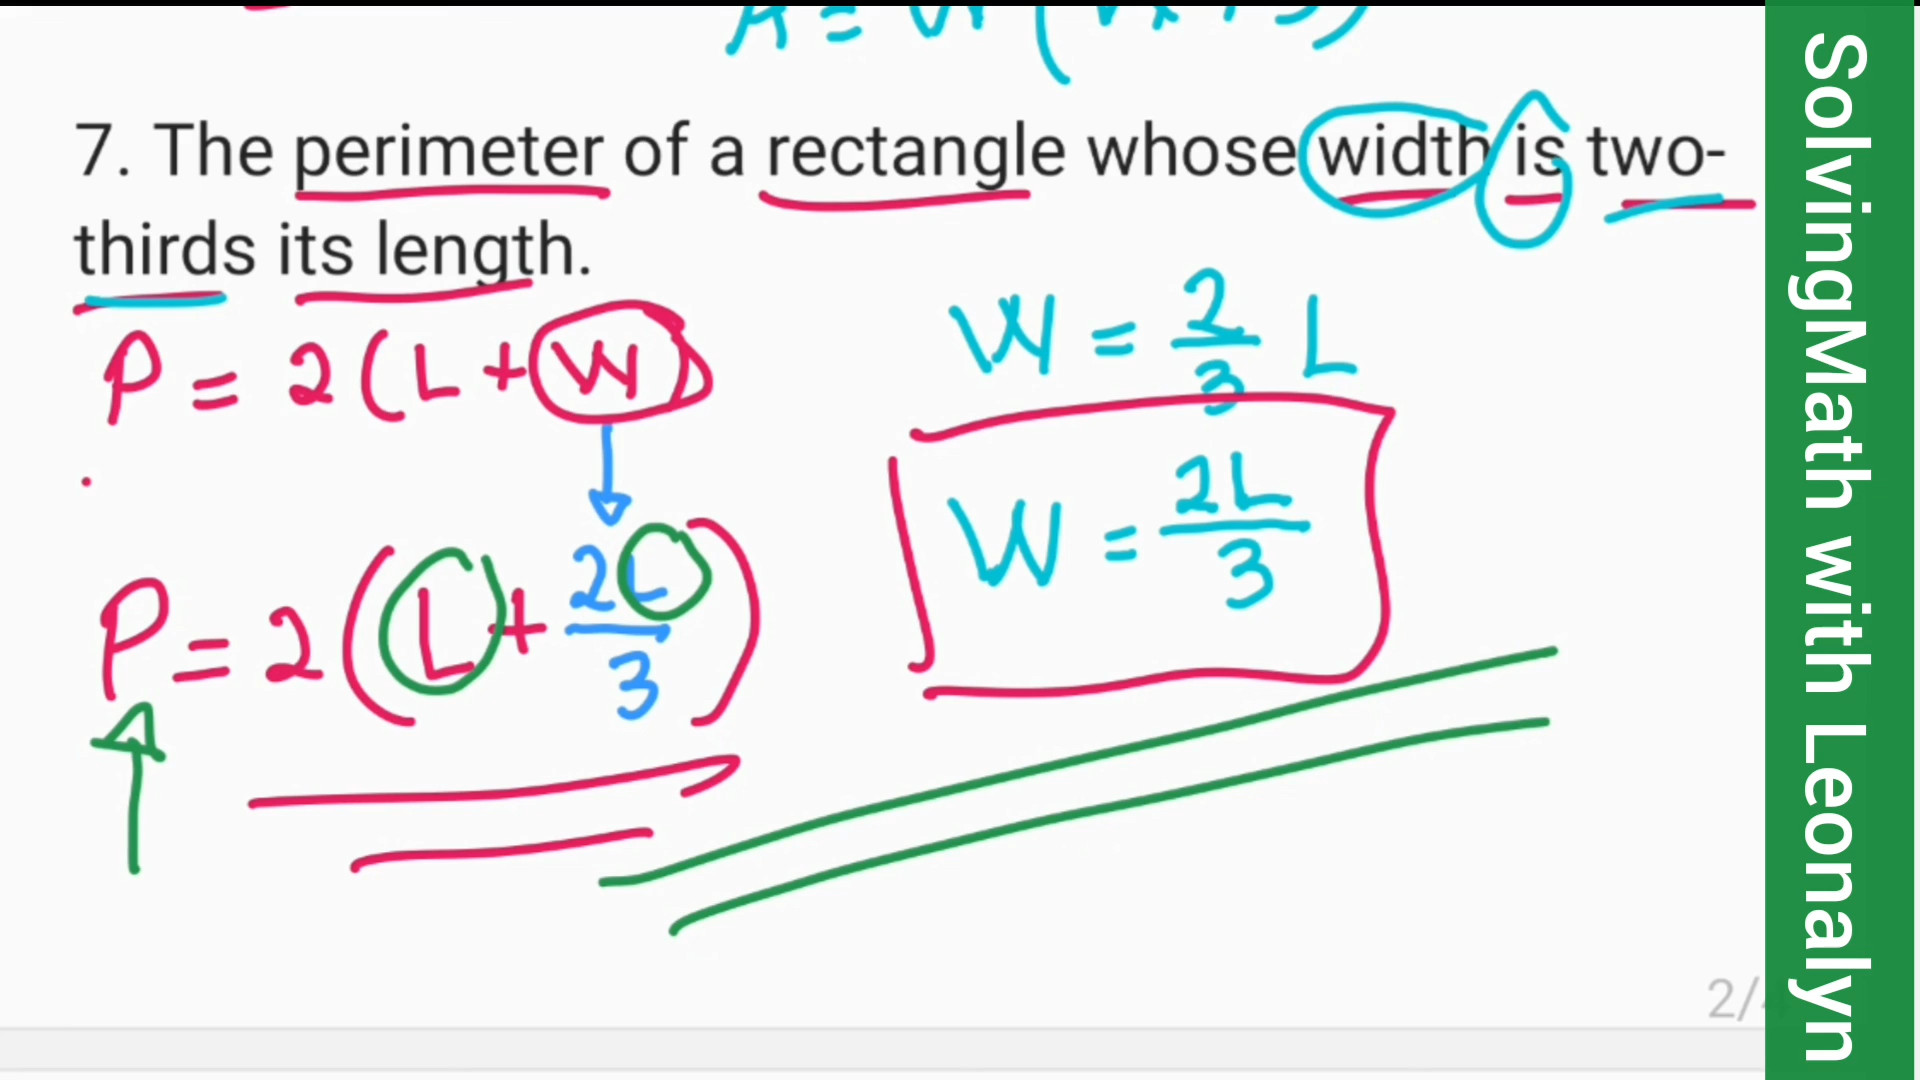 7. The perimeter of a rectangle whose width is two-
thirds its length.
P = 2(L+W)
W = 2/3 L
W = 2L/3
P = 2(L+2L/3)
2/
SolvingMath with Leonalyn